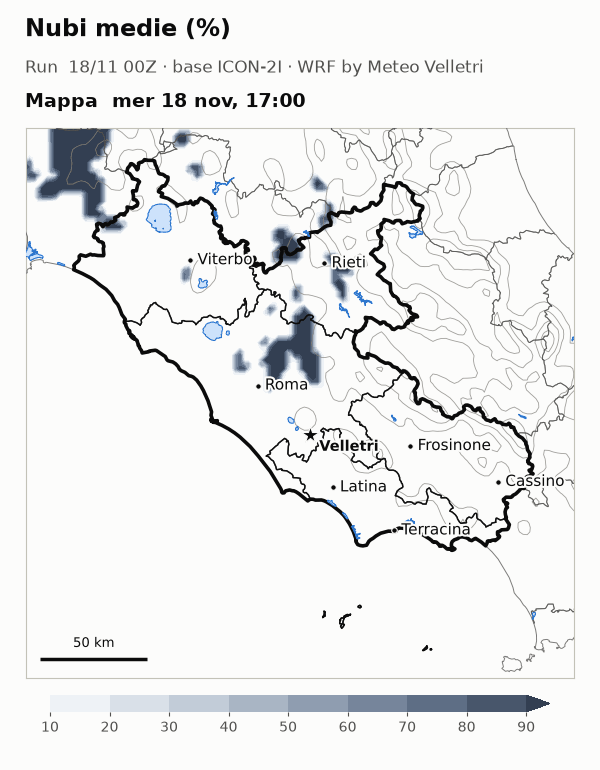 Nubi medie (%)
Run  18/11 00Z · base ICON-2I · WRF by Meteo Velletri
Mappa  mer 18 nov, 17:00
Viterbo
Rieti
Roma
Velletri
Frosinone
Latina
Cassino
Terracina
50 km
10 20 30 40 50 60 70 80 90